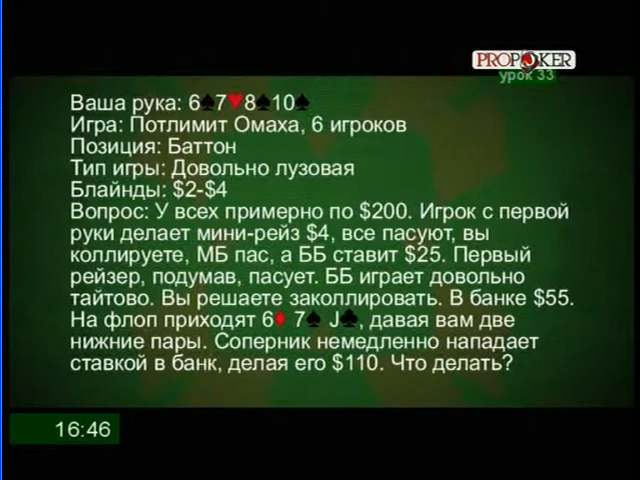 PROPOKER
урок 33
Ваша рука: 6♠7♥8♠10♠
Игра: Потлимит Омаха, 6 игроков
Позиция: Баттон
Тип игры: Довольно лузовая
Блайнды: $2-$4
Вопрос: У всех примерно по $200. Игрок с первой
руки делает мини-рейз $4, все пасуют, вы
коллируете, МБ пас, а ББ ставит $25. Первый
рейзер, подумав, пасует. ББ играет довольно
тайтово. Вы решаете заколлировать. В банке $55.
На флоп приходят 6♦ 7♠ J♣, давая вам две
нижние пары. Соперник немедленно нападает
ставкой в банк, делая его $110. Что делать?
16:46